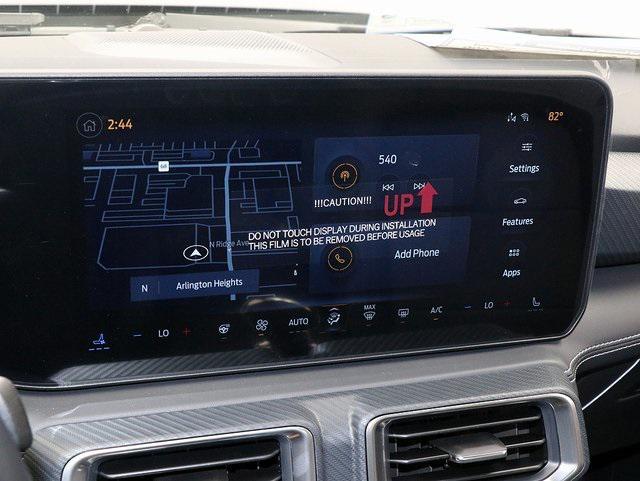 2:44
82°
68
540
Settings
!!!CAUTION!!!
UP
Features
DO NOT TOUCH DISPLAY DURING INSTALLATION
THIS FILM IS TO BE REMOVED BEFORE USAGE
N Ridge Ave
Add Phone
Apps
N Arlington Heights
− LO +
AUTO
MAX
A/C
− LO +